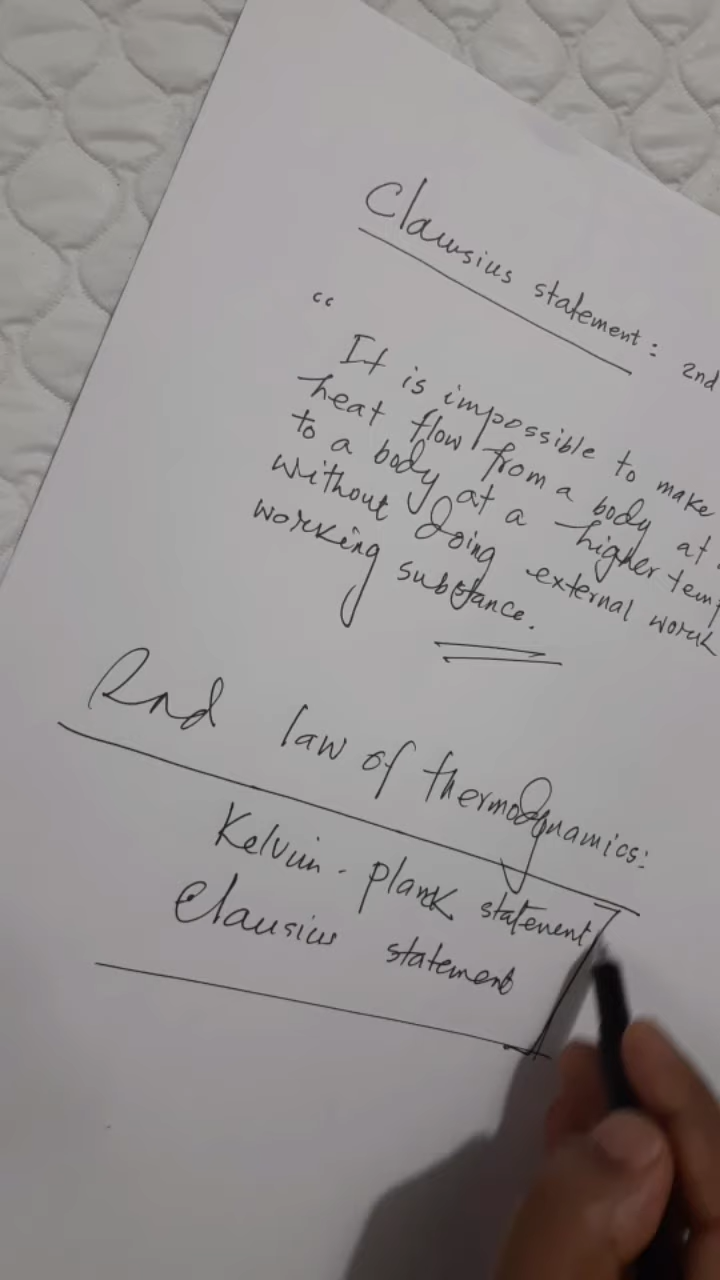 Clausius statement: 2nd
“
It is impossible to make
heat flow from a body at
to a body at a higher temp
without doing external work
working substance.
2nd law of thermodynamics:
Kelvin - plank statement
Clausius statement